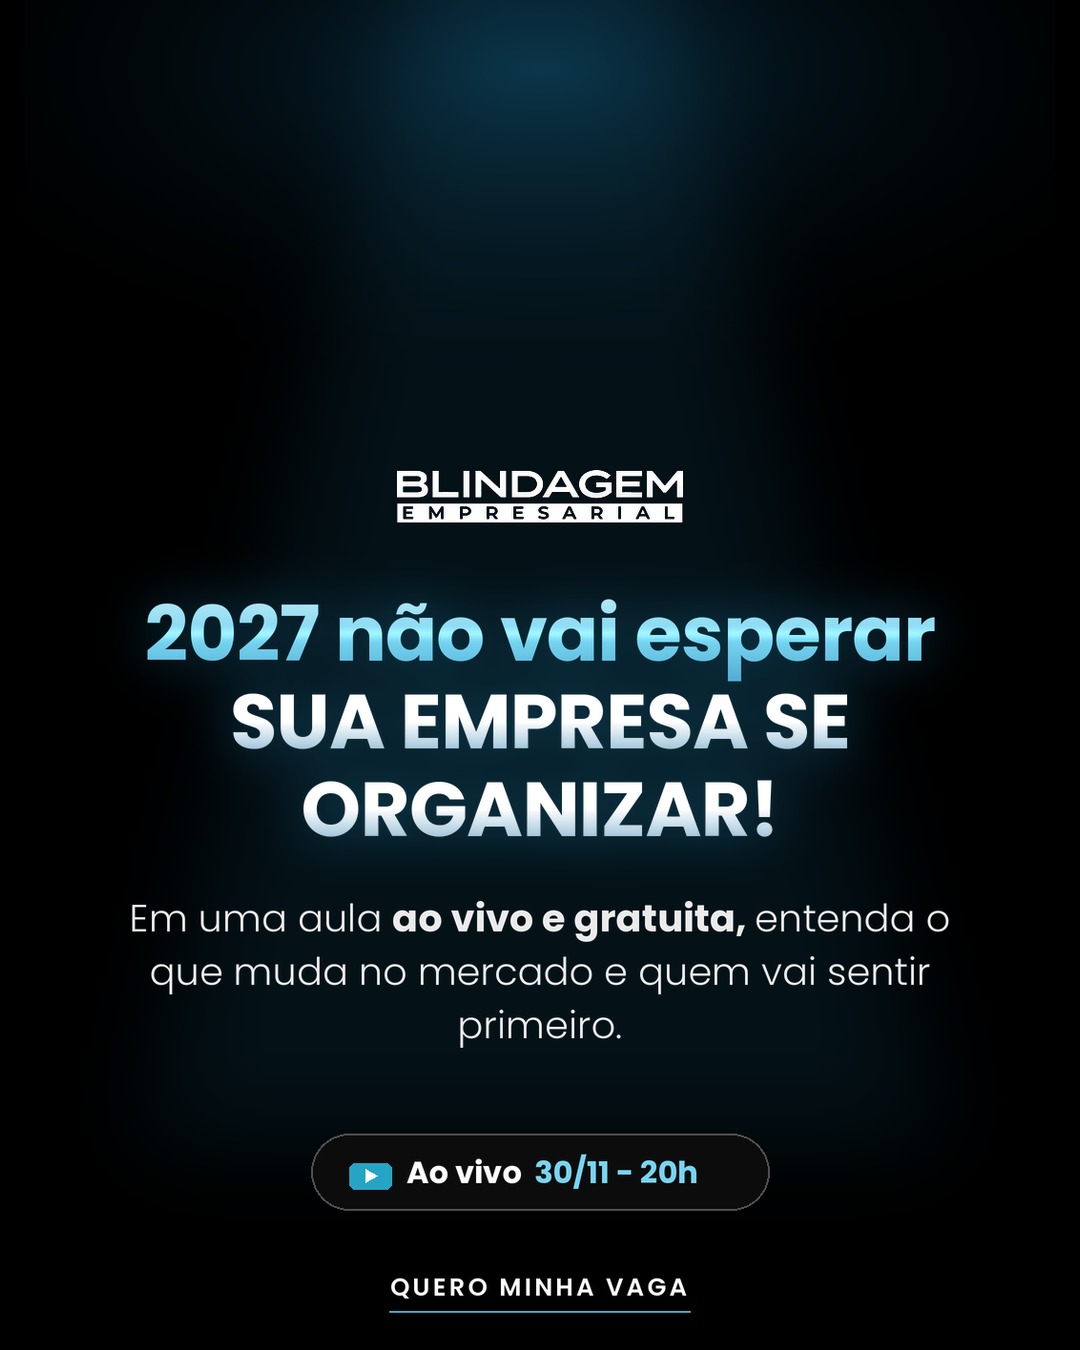 BLINDAGEM
EMPRESARIAL
2027 não vai esperar
SUA EMPRESA SE
ORGANIZAR!
Em uma aula ao vivo e gratuita, entenda o
que muda no mercado e quem vai sentir
primeiro.
Ao vivo 30/11 - 20h
QUERO MINHA VAGA